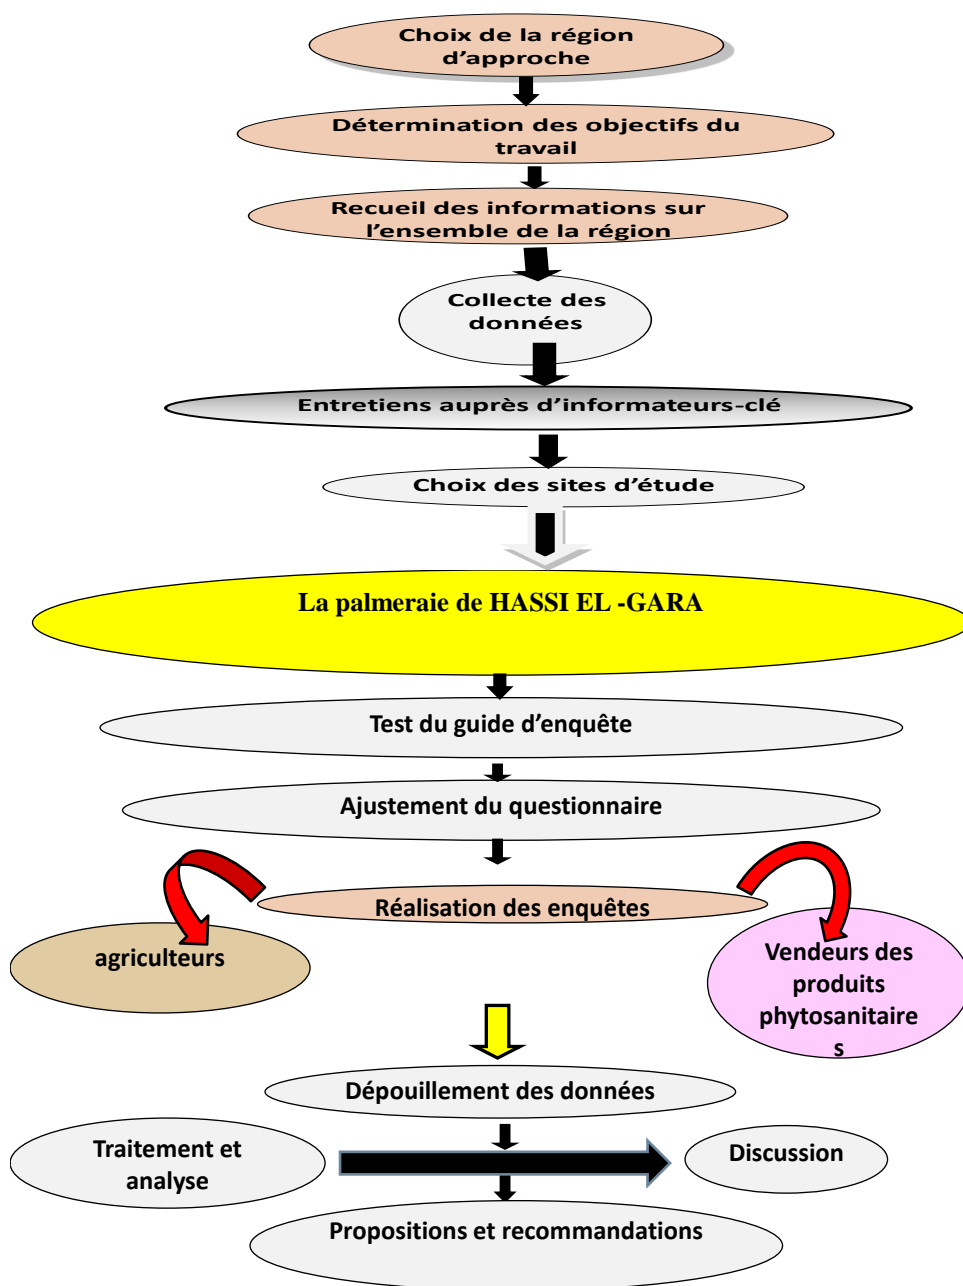 Choix de la région
d’approche
Détermination des objectifs du
travail
Recueil des informations sur
l’ensemble de la région
Collecte des
données
Entretiens auprès d’informateurs-clé
Choix des sites d’étude
La palmeraie de HASSI EL -GARA
Test du guide d’enquête
Ajustement du questionnaire
Réalisation des enquêtes
agriculteurs
Vendeurs des
produits
phytosanitaire
s
Dépouillement des données
Traitement et
analyse
Discussion
Propositions et recommandations